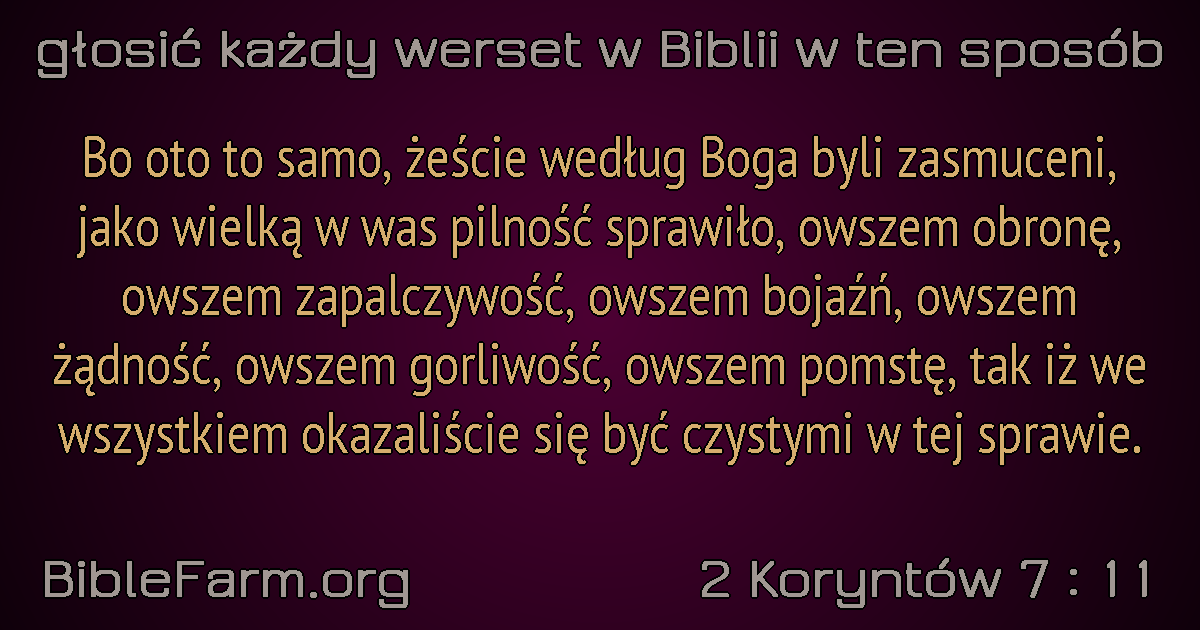 głosić każdy werset w Biblii w ten sposób
Bo oto to samo, żeście według Boga byli zasmuceni,
jako wielką w was pilność sprawiło, owszem obronę,
owszem zapalczywość, owszem bojaźń, owszem
żądność, owszem gorliwość, owszem pomstę, tak iż we
wszystkiem okazaliście się być czystymi w tej sprawie.
BibleFarm.org
2 Koryntów 7 : 11